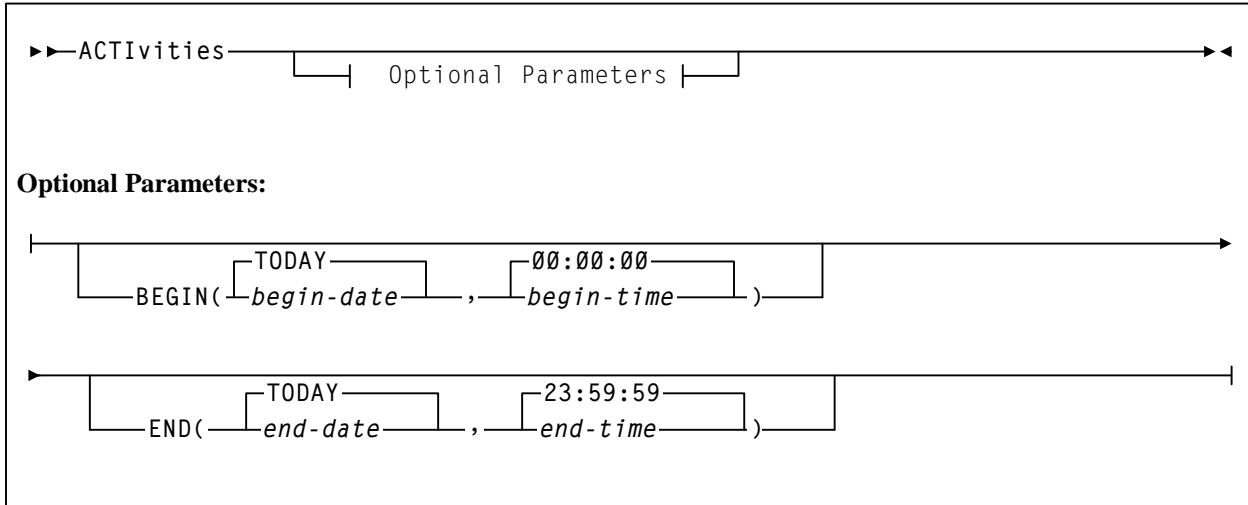 ACTIvities
Optional Parameters
Optional Parameters:
TODAY 00:00:00
BEGIN( begin-date , begin-time )
TODAY 23:59:59
END( end-date , end-time )